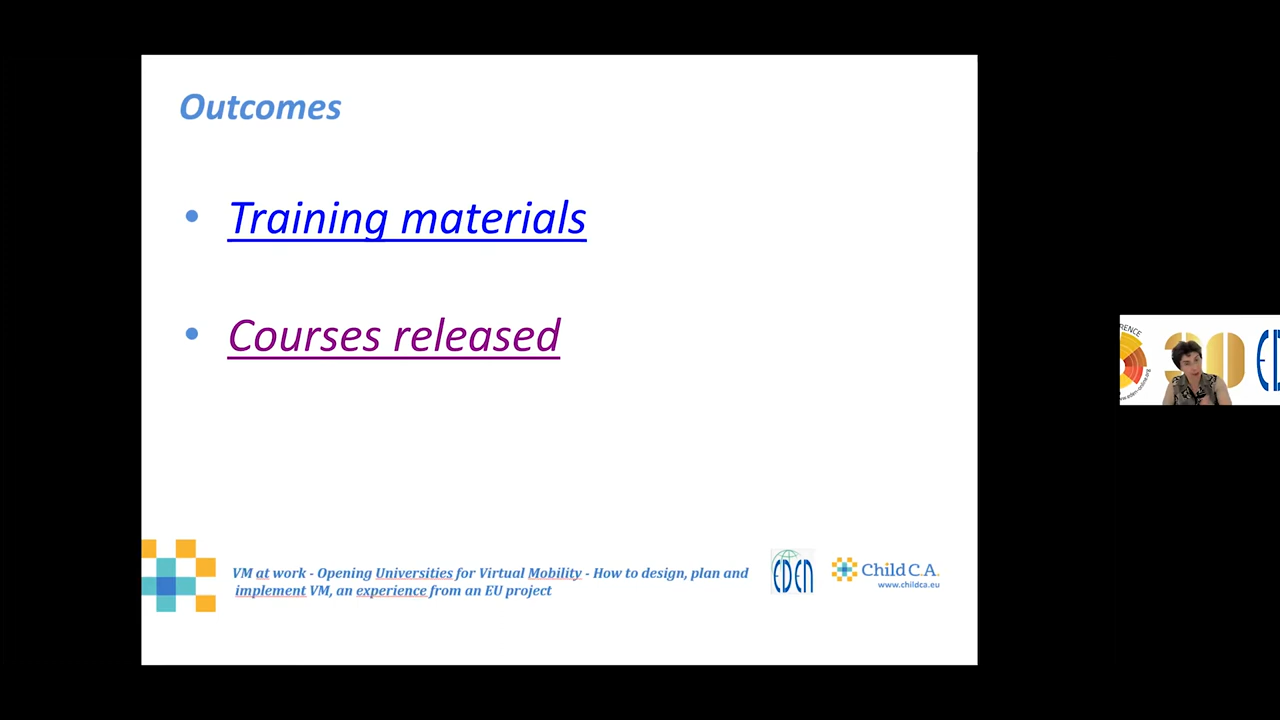 Outcomes
• Training materials
• Courses released
VM at work - Opening Universities for Virtual Mobility - How to design, plan and
implement VM, an experience from an EU project
EDEN
Child C.A.
www.childca.eu
30